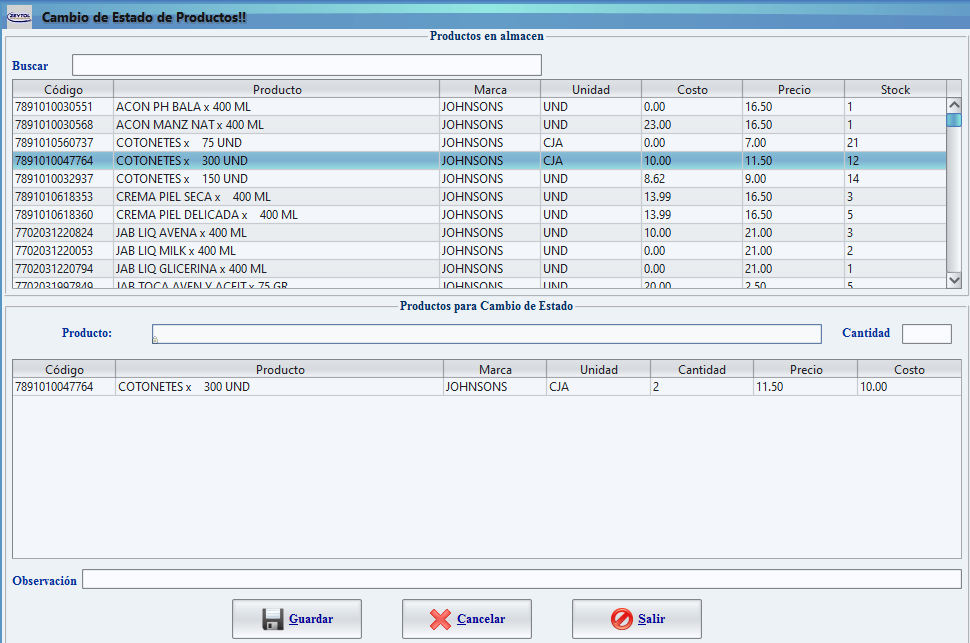 ZEYTOL
Cambio de Estado de Productos!!
Productos en almacen
Buscar
Código Producto Marca Unidad Costo Precio Stock
7891010030551 ACON PH BALA x 400 ML JOHNSONS UND 0.00 16.50 1
7891010030568 ACON MANZ NAT x 400 ML JOHNSONS UND 23.00 16.50 1
7891010560737 COTONETES x 75 UND JOHNSONS CJA 0.00 7.00 21
7891010047764 COTONETES x 300 UND JOHNSONS CJA 10.00 11.50 12
7891010032937 COTONETES x 150 UND JOHNSONS UND 8.62 9.00 14
7891010618353 CREMA PIEL SECA x 400 ML JOHNSONS UND 13.99 16.50 3
7891010618360 CREMA PIEL DELICADA x 400 ML JOHNSONS UND 13.99 16.50 5
7702031220824 JAB LIQ AVENA x 400 ML JOHNSONS UND 10.00 21.00 3
7702031220053 JAB LIQ MILK x 400 ML JOHNSONS UND 0.00 21.00 2
7702031220794 JAB LIQ GLICERINA x 400 ML JOHNSONS UND 0.00 21.00 1
7702031997849 JAB TOCA AVEN Y ACEIT x 75 GR JOHNSONS UND 20.00 2.50 5
Productos para Cambio de Estado
Producto: Cantidad
Código Producto Marca Unidad Cantidad Precio Costo
7891010047764 COTONETES x 300 UND JOHNSONS CJA 2 11.50 10.00
Observación
Guardar Cancelar Salir